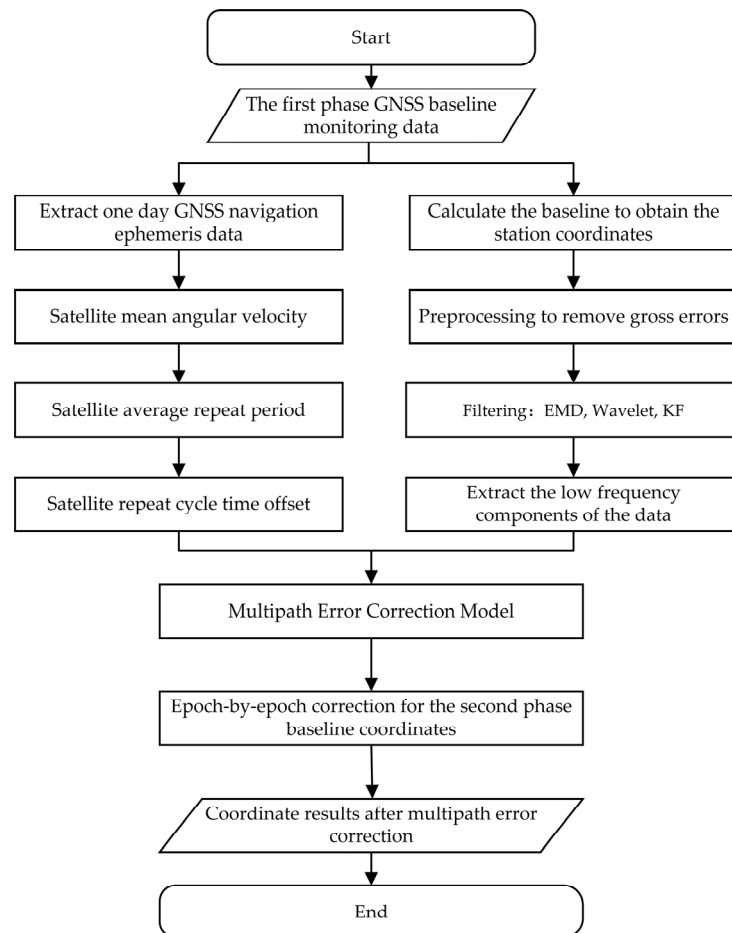 Start
The first phase GNSS baseline
monitoring data
Extract one day GNSS navigation
ephemeris data
Satellite mean angular velocity
Satellite average repeat period
Satellite repeat cycle time offset
Calculate the baseline to obtain the
station coordinates
Preprocessing to remove gross errors
Filtering：EMD, Wavelet, KF
Extract the low frequency
components of the data
Multipath Error Correction Model
Epoch-by-epoch correction for the second phase
baseline coordinates
Coordinate results after multipath error
correction
End